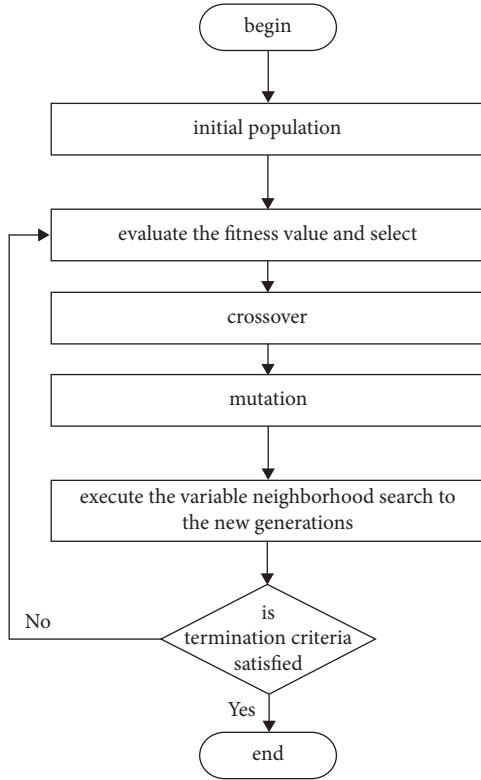 begin
initial population
evaluate the fitness value and select
crossover
mutation
execute the variable neighborhood search to
the new generations
is
termination criteria
satisfied
No
Yes
end